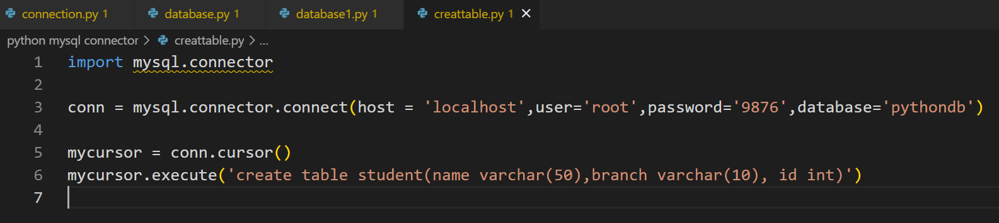 connection.py 1 database.py 1 database1.py 1 creattable.py 1
python mysql connector > creattable.py > ...
1 import mysql.connector
2
3 conn = mysql.connector.connect(host = 'localhost',user='root',password='9876',database='pythondb')
4
5 mycursor = conn.cursor()
6 mycursor.execute('create table student(name varchar(50),branch varchar(10), id int)')
7